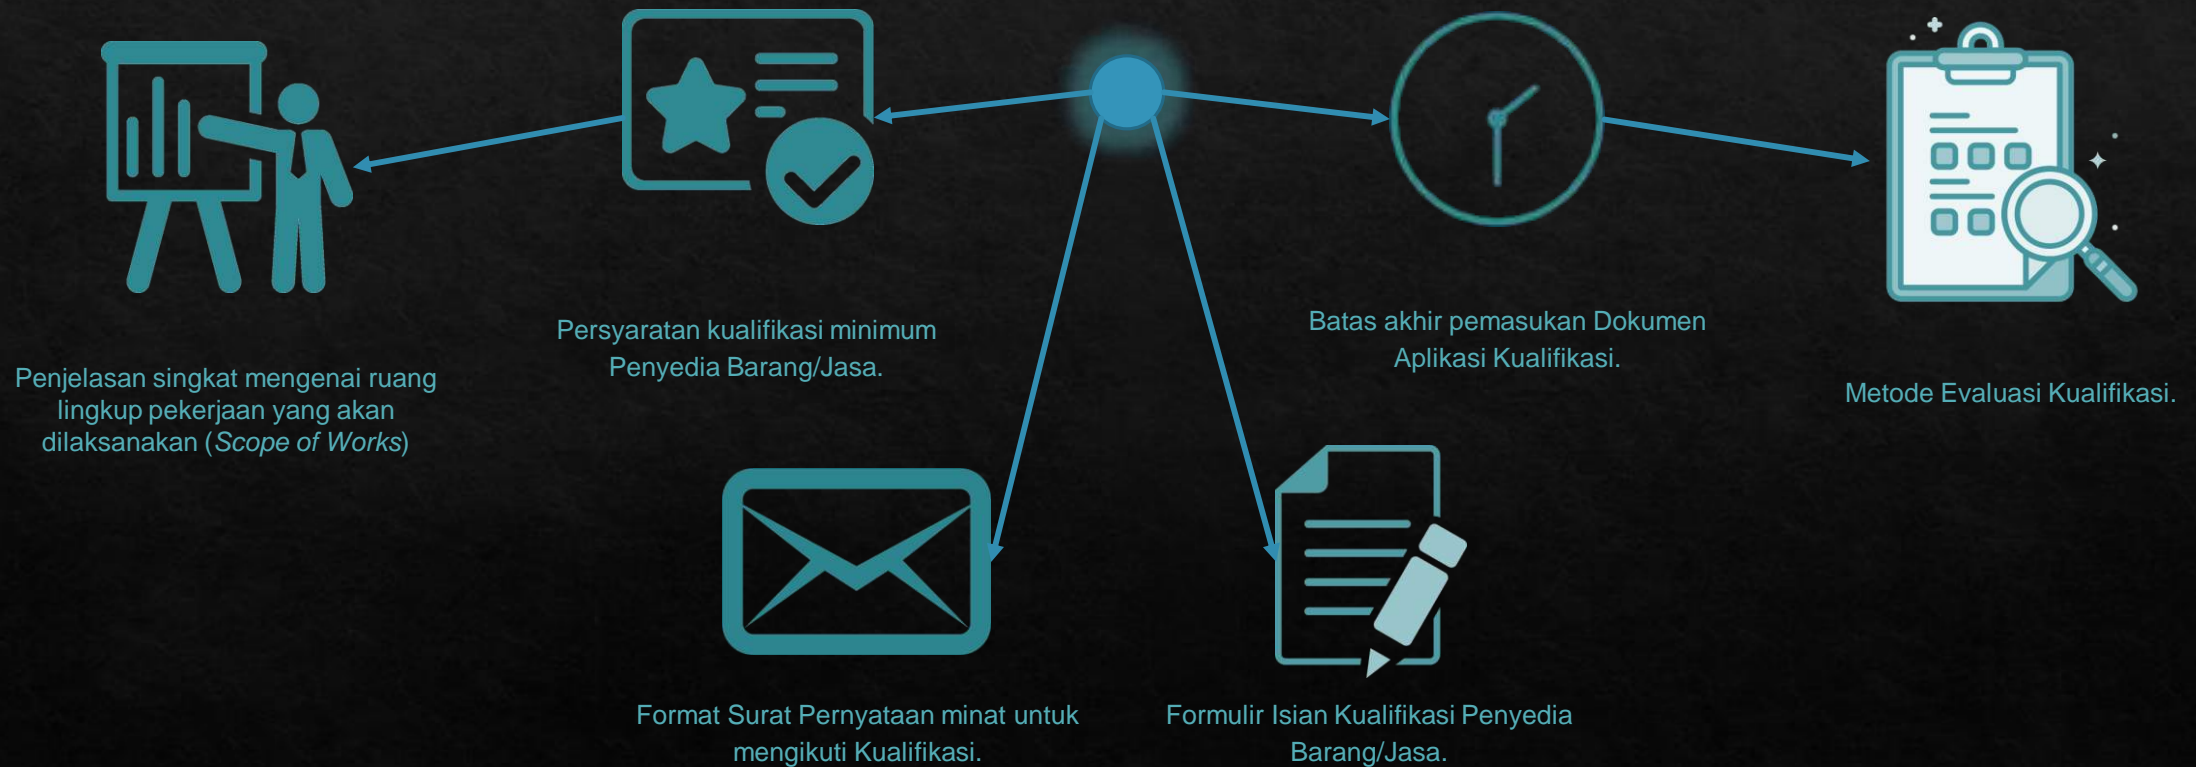 Penjelasan singkat mengenai ruang
lingkup pekerjaan yang akan
dilaksanakan (Scope of Works)
Persyaratan kualifikasi minimum
Penyedia Barang/Jasa.
Batas akhir pemasukan Dokumen
Aplikasi Kualifikasi.
Metode Evaluasi Kualifikasi.
Format Surat Pernyataan minat untuk
mengikuti Kualifikasi.
Formulir Isian Kualifikasi Penyedia
Barang/Jasa.